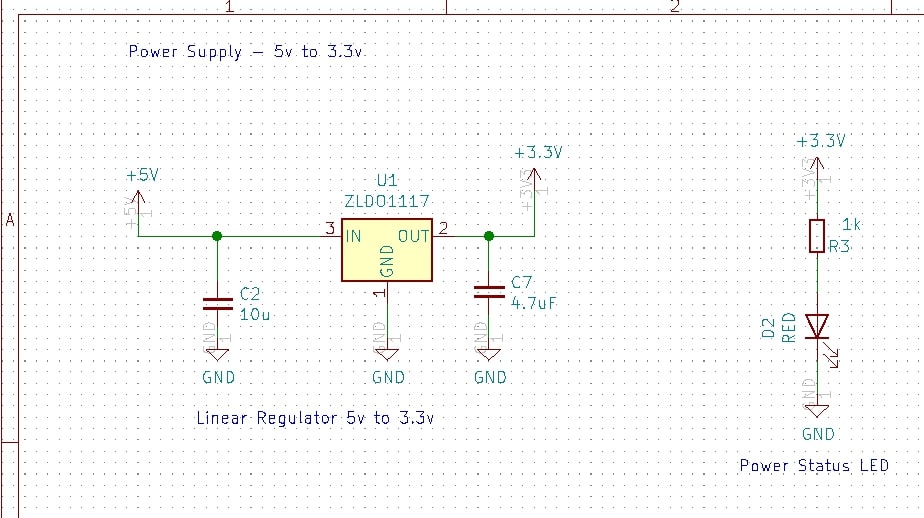 1
2
A
Power Supply – 5v to 3.3v
+5V
+5V
1
U1
ZLDO1117
3
IN
OUT
2
GND
1
+3.3V
+3V3
1
C2
10u
C7
4.7uF
GND
1
GND
1
GND
1
GND
GND
GND
Linear Regulator 5v to 3.3v
+3.3V
+3V3
1
1k
R3
D2
RED
GND
1
GND
Power Status LED